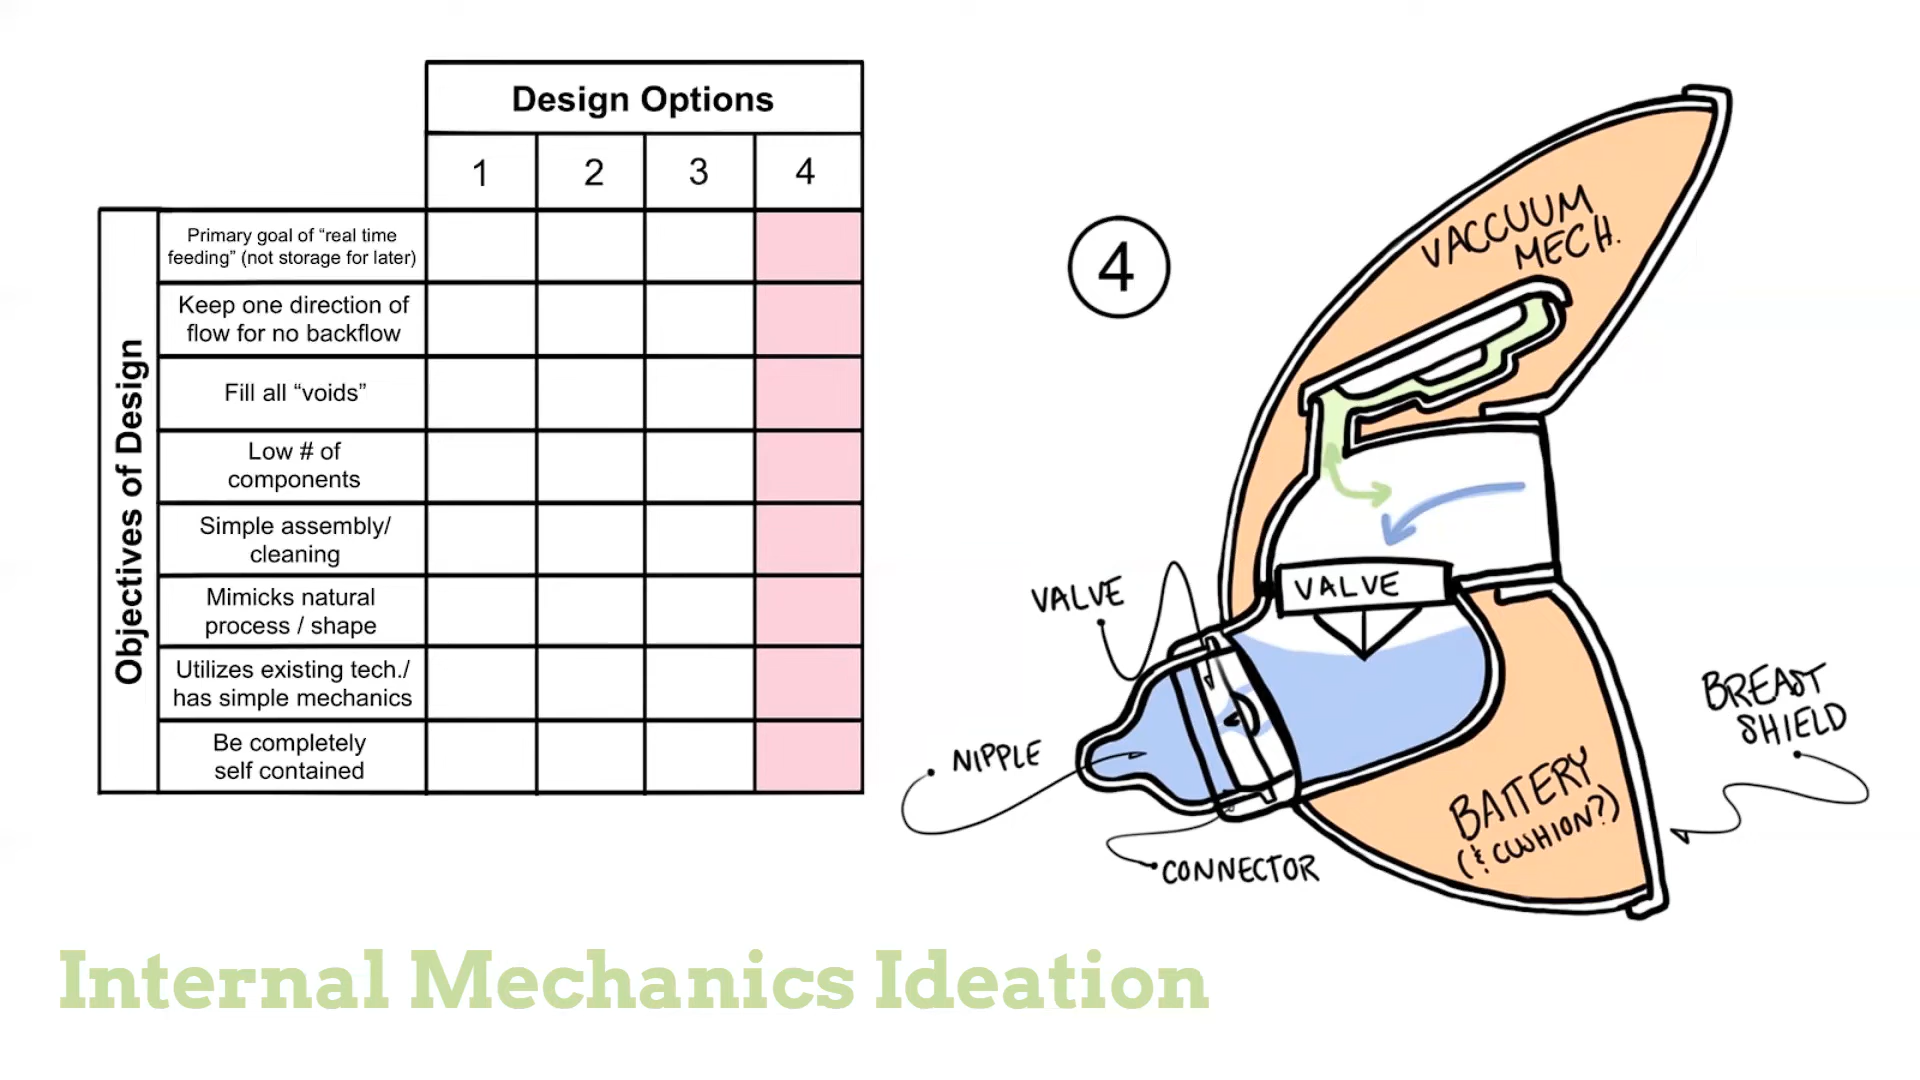 Design Options
1 2 3 4
Objectives of Design
Primary goal of “real time
feeding” (not storage for later)
Keep one direction of
flow for no backflow
Fill all “voids”
Low # of
components
Simple assembly/
cleaning
Mimicks natural
process / shape
Utilizes existing tech./
has simple mechanics
Be completely
self contained
4
VACCUUM
MECH.
VALVE
VALVE
NIPPLE
CONNECTOR
BATTERY
(& CUSHION?)
BREAST
SHIELD
Internal Mechanics Ideation